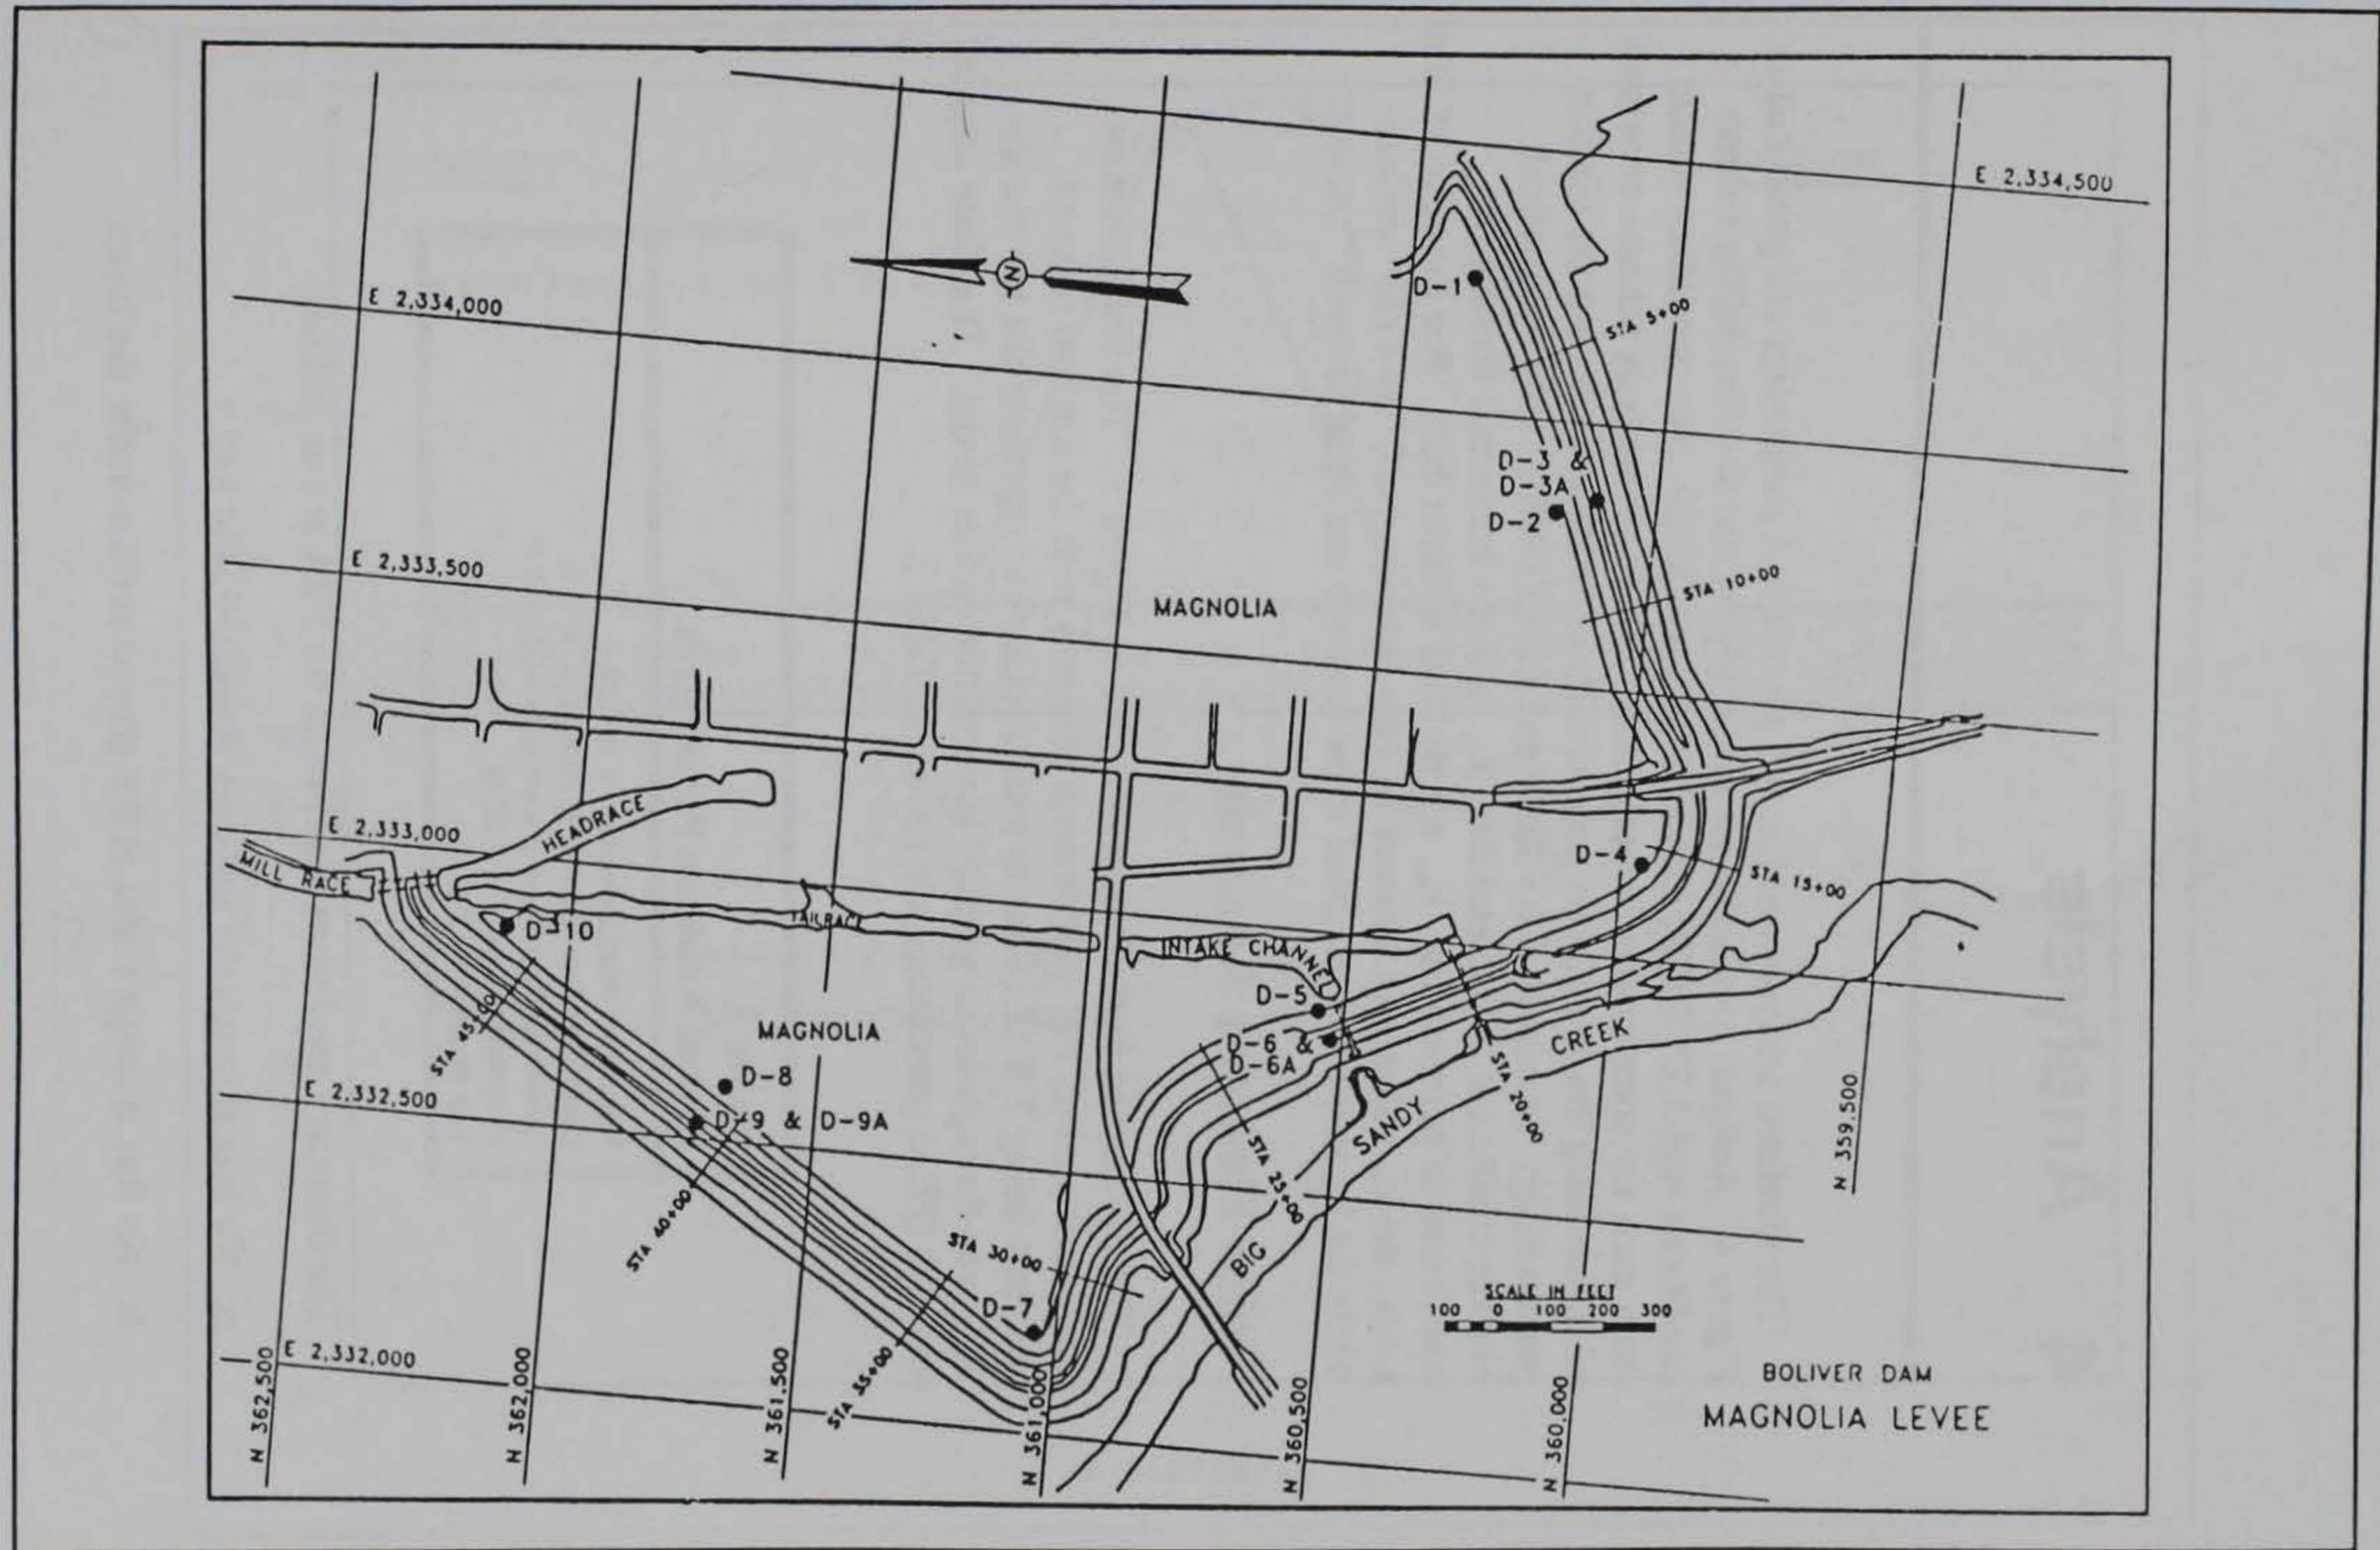 E 2,334,500
N
E 2,334,000
D-1
STA 5+00
D-3 &
D-3A
D-2
E 2,333,500
STA 10+00
MAGNOLIA
HEADRACE
E 2,333,000
MILL RACE
D-4
STA 15+00
D-10
TAILRACE
INTAKE CHANNEL
D-5
STA 45+00
MAGNOLIA
D-6 &
D-6A
CREEK
SANDY
BIG
STA 20+00
D-8
E 2,332,500
D-9 & D-9A
STA 25+00
N 359,500
STA 40+00
STA 30+00
D-7
SCALE IN FEET
100 0 100 200 300
E 2,332,000
STA 35+00
N 362,500
N 362,000
N 361,500
N 361,000
N 360,500
N 360,000
BOLIVER DAM
MAGNOLIA LEVEE